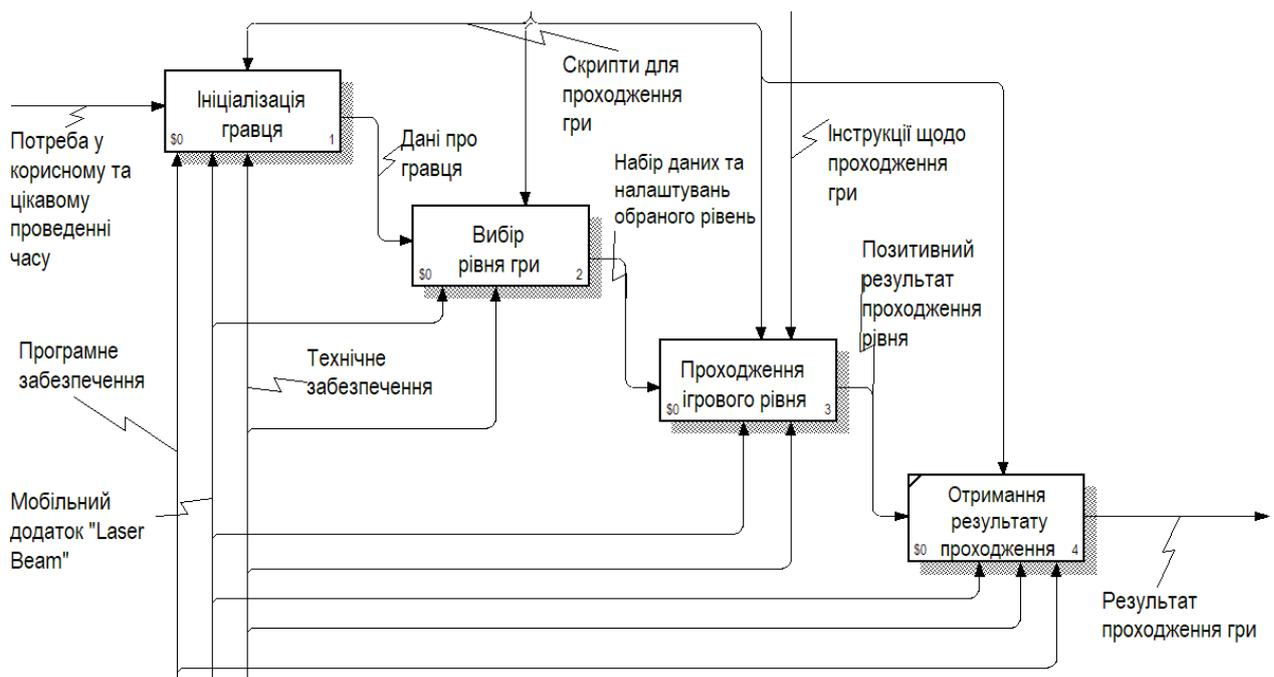 Ініціалізація
гравця
$0
1
Скрипти для
проходження
гри
Потреба у
корисному та
цікавому
проведенні
часу
Дані про
гравця
Інструкції щодо
проходження
гри
Набір даних та
налаштувань
обраного рівень
Вибір
рівня гри
$0
2
Позитивний
результат
проходження
рівня
Програмне
забезпечення
Технічне
забезпечення
Проходження
ігрового рівня
$0
3
Мобільний
додаток "Laser
Beam"
Отримання
результату
проходження
$0
4
Результат
проходження гри